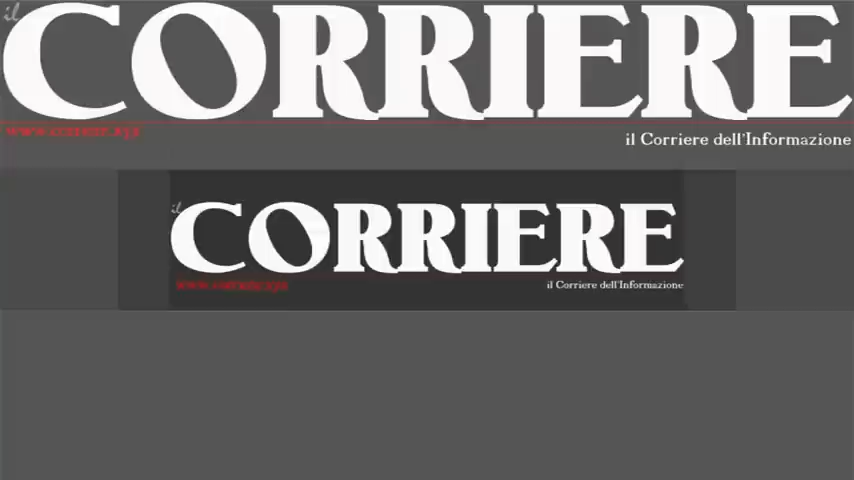 il
CORRIERE
il Corriere dell'Informazione
il
CORRIERE
il Corriere dell'Informazione